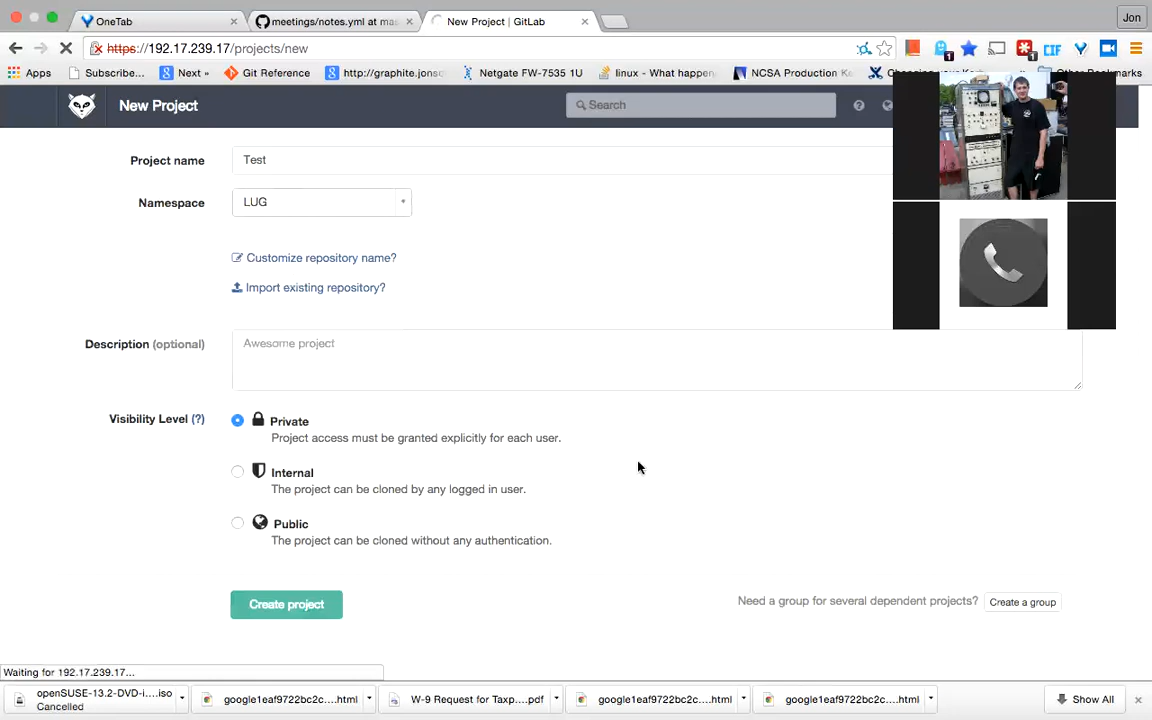 OneTab
meetings/notes.yml at mas
New Project | GitLab
Jon
https://192.17.239.17/projects/new
Apps
Subscribe...
Next »
Git Reference
http://graphite.jons
Netgate FW-7535 1U
linux - What happen
NCSA Production K
CIF
1
1
Other Bookmarks
New Project
Search
Project name
Test
Namespace
LUG
Customize repository name?
Import existing repository?
Description (optional)
Awesome project
Visibility Level (?)
Private
Project access must be granted explicitly for each user.
Internal
The project can be cloned by any logged in user.
Public
The project can be cloned without any authentication.
Create project
Need a group for several dependent projects?
Create a group
Waiting for 192.17.239.17...
openSUSE-13.2-DVD-i....iso
Cancelled
google1eaf9722bc2c....html
W-9 Request for Taxp....pdf
google1eaf9722bc2c....html
google1eaf9722bc2c....html
Show All